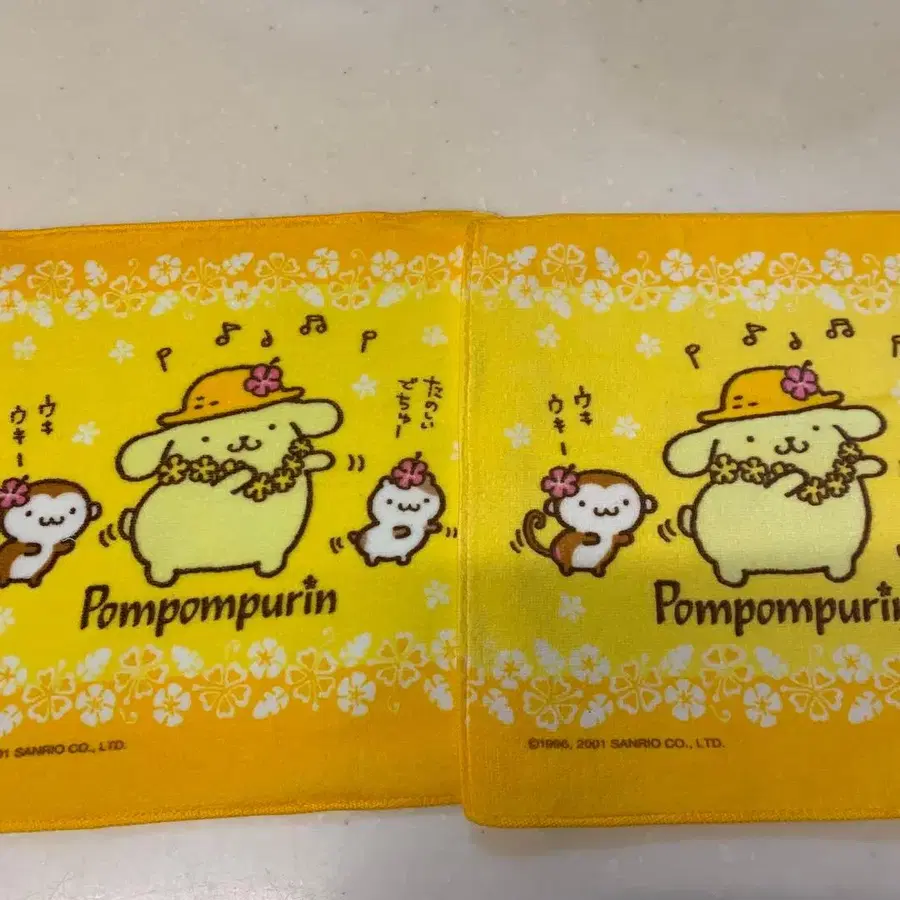 ウキ
ウキー
たのしい
でちゅー
Pompompurin
01 SANRIO CO., LTD.
ウキ
ウキー
Pompompurin
©1996, 2001 SANRIO CO., LTD.